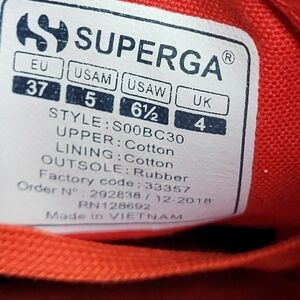 SUPERGA®
EU USAM USAW UK
37 5 6½ 4
STYLE: S00BC30
UPPER: Cotton
LINING: Cotton
OUTSOLE: Rubber
Factory code: 33357
Order N°: 292838 / 12-2018
RN128692
Made in VIETNAM